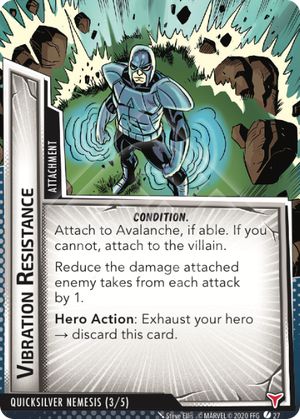 VIBRATION RESISTANCE
ATTACHMENT
CONDITION.
Attach to Avalanche, if able. If you
cannot, attach to the villain.
Reduce the damage attached
enemy takes from each attack
by 1.
Hero Action: Exhaust your hero
→ discard this card.
QUICKSILVER NEMESIS (3/5)
Steve Ellis © MARVEL © 2020 FFG 27